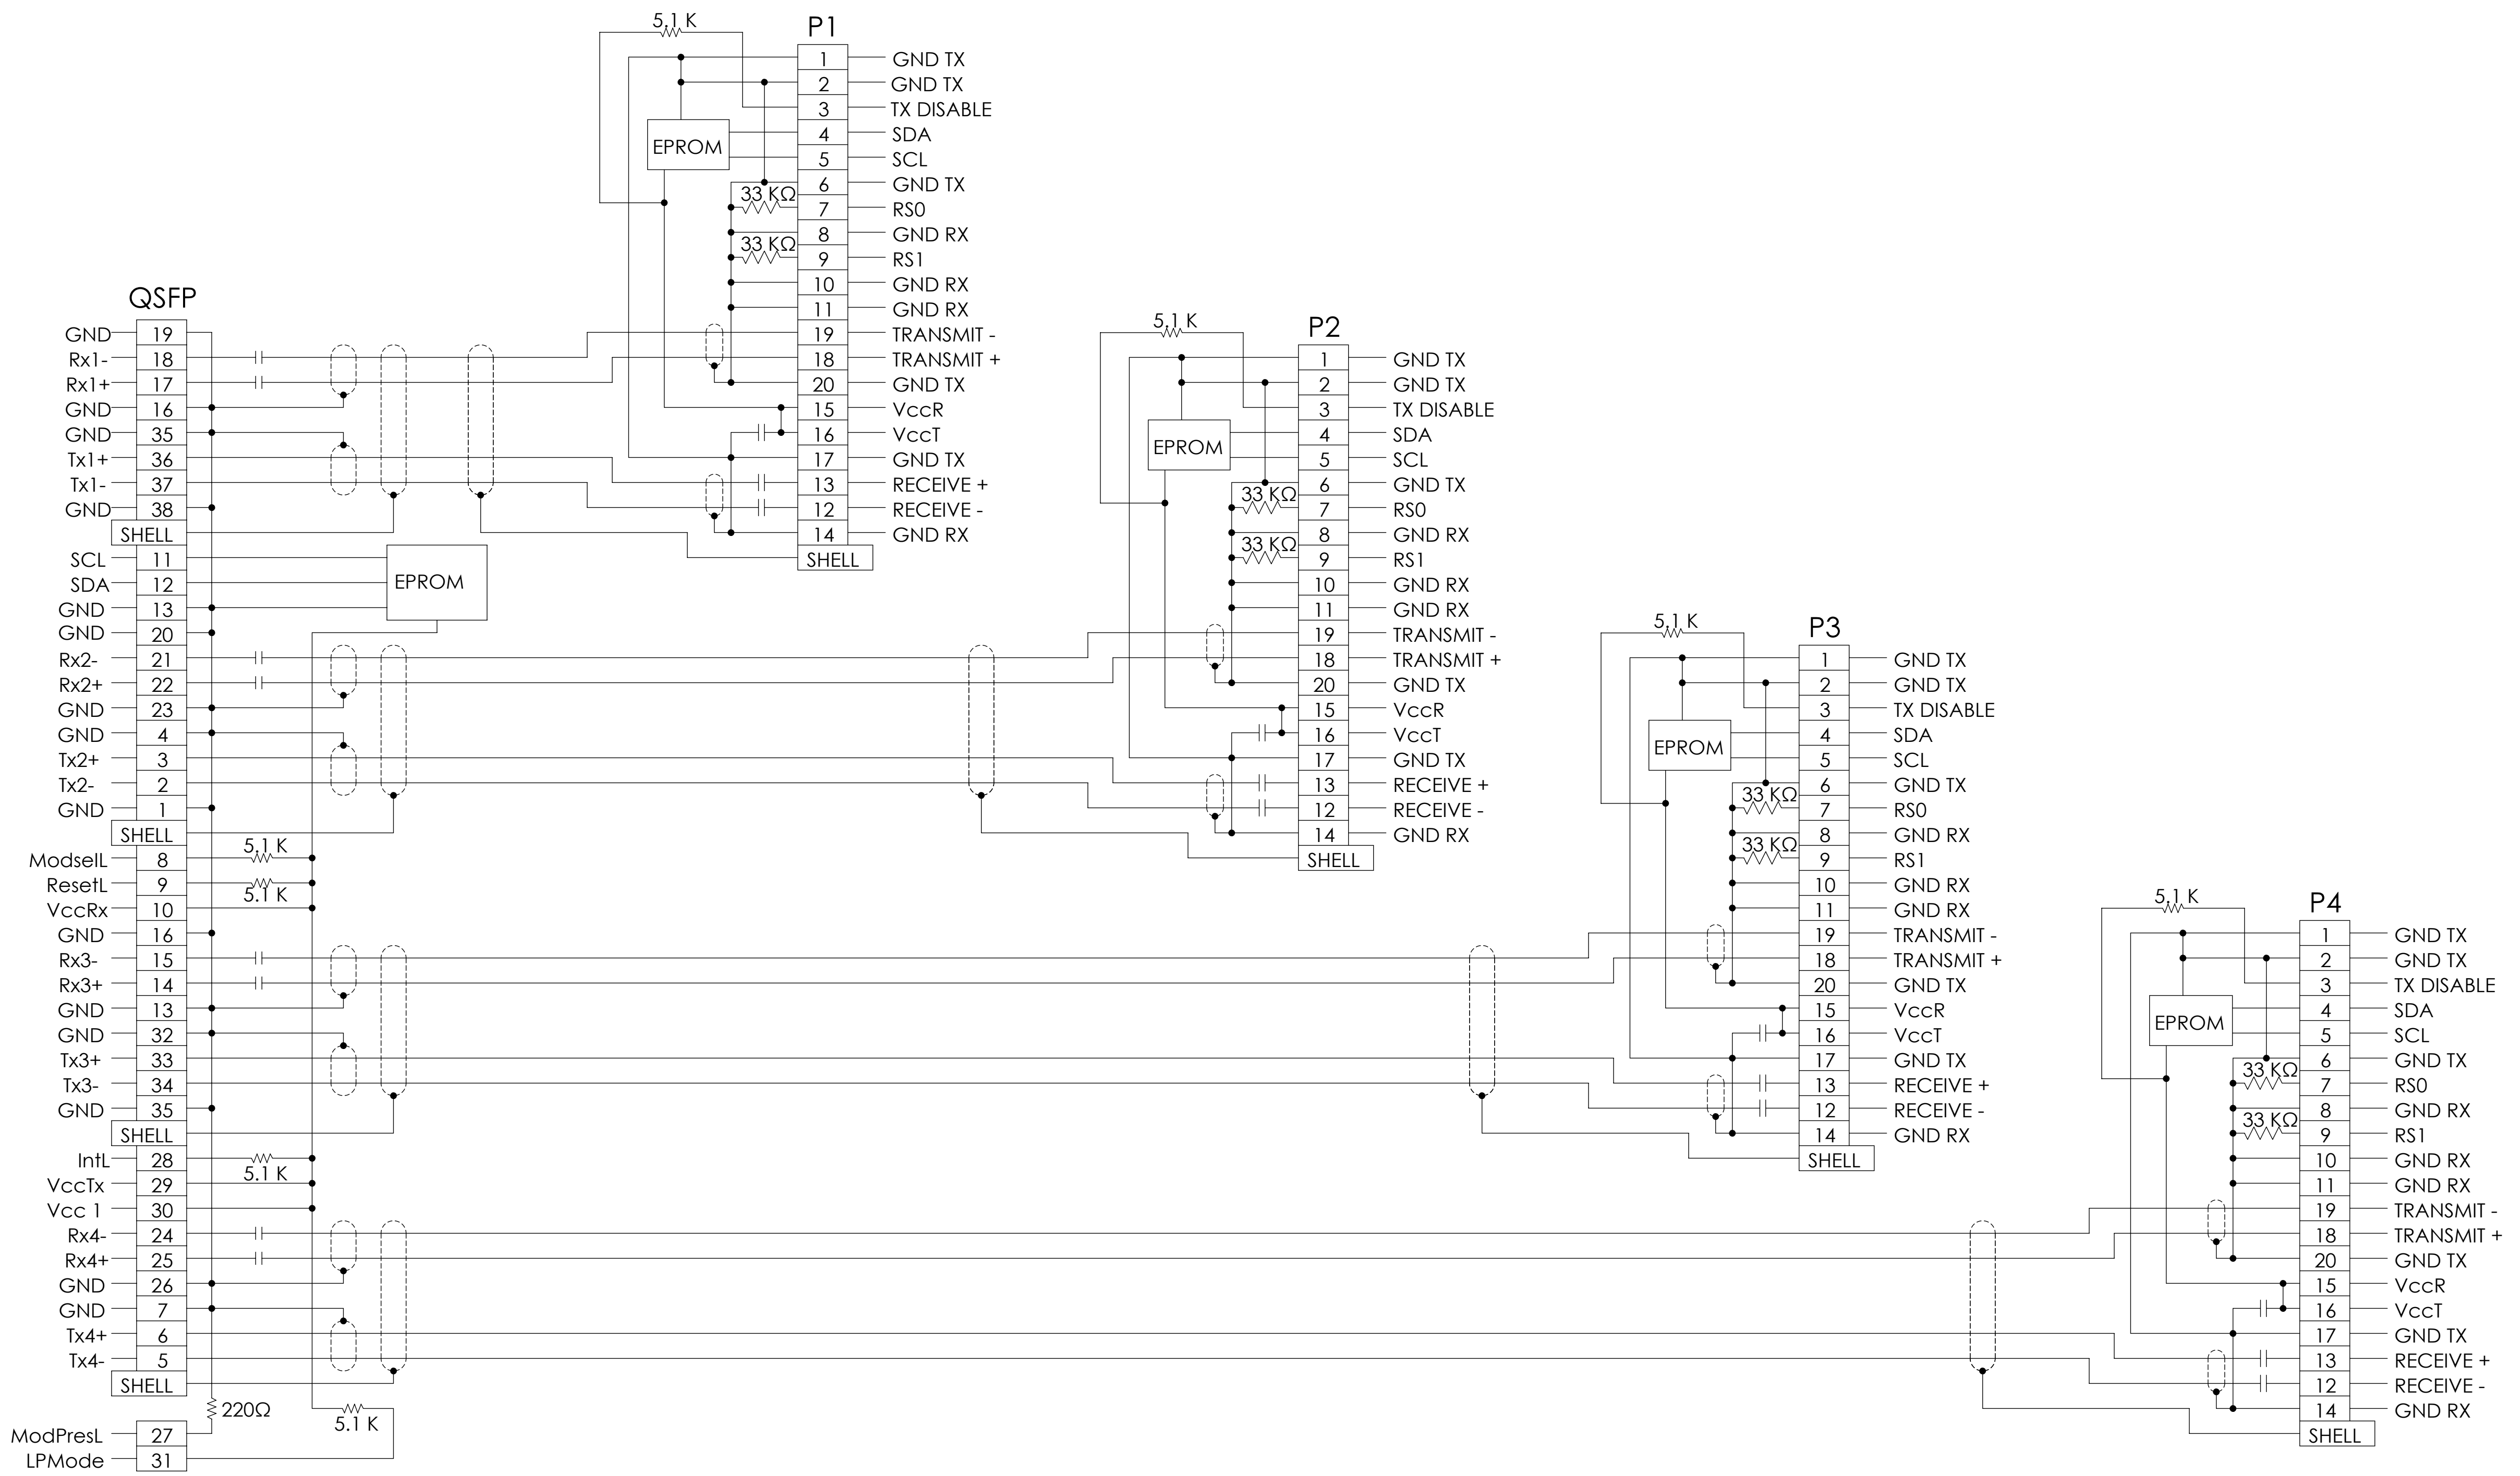 QSFP
GND 19
Rx1- 18
Rx1+ 17
GND 16
GND 35
Tx1+ 36
Tx1- 37
GND 38
SHELL
SCL 11
SDA 12
EPROM
GND 13
GND 20
Rx2- 21
Rx2+ 22
GND 23
GND 4
Tx2+ 3
Tx2- 2
GND 1
SHELL
ModselL 8 5.1 K
ResetL 9 5.1 K
VccRx 10
GND 16
Rx3- 15
Rx3+ 14
GND 13
GND 32
Tx3+ 33
Tx3- 34
GND 35
SHELL
IntL 28 5.1 K
VccTx 29
Vcc 1 30
Rx4- 24
Rx4+ 25
GND 26
GND 7
Tx4+ 6
Tx4- 5
SHELL
220Ω
5.1 K
ModPresL 27
LPMode 31
P1
5.1 K
1 GND TX
2 GND TX
3 TX DISABLE
EPROM
4 SDA
5 SCL
6 GND TX
33 KΩ
7 RS0
8 GND RX
33 KΩ
9 RS1
10 GND RX
11 GND RX
19 TRANSMIT -
18 TRANSMIT +
20 GND TX
15 VccR
16 VccT
17 GND TX
13 RECEIVE +
12 RECEIVE -
14 GND RX
SHELL
P2
5.1 K
1 GND TX
2 GND TX
3 TX DISABLE
EPROM
4 SDA
5 SCL
6 GND TX
33 KΩ
7 RS0
8 GND RX
33 KΩ
9 RS1
10 GND RX
11 GND RX
19 TRANSMIT -
18 TRANSMIT +
20 GND TX
15 VccR
16 VccT
17 GND TX
13 RECEIVE +
12 RECEIVE -
14 GND RX
SHELL
P3
5.1 K
1 GND TX
2 GND TX
3 TX DISABLE
EPROM
4 SDA
5 SCL
6 GND TX
33 KΩ
7 RS0
8 GND RX
33 KΩ
9 RS1
10 GND RX
11 GND RX
19 TRANSMIT -
18 TRANSMIT +
20 GND TX
15 VccR
16 VccT
17 GND TX
13 RECEIVE +
12 RECEIVE -
14 GND RX
SHELL
P4
5.1 K
1 GND TX
2 GND TX
3 TX DISABLE
EPROM
4 SDA
5 SCL
6 GND TX
33 KΩ
7 RS0
8 GND RX
33 KΩ
9 RS1
10 GND RX
11 GND RX
19 TRANSMIT -
18 TRANSMIT +
20 GND TX
15 VccR
16 VccT
17 GND TX
13 RECEIVE +
12 RECEIVE -
14 GND RX
SHELL